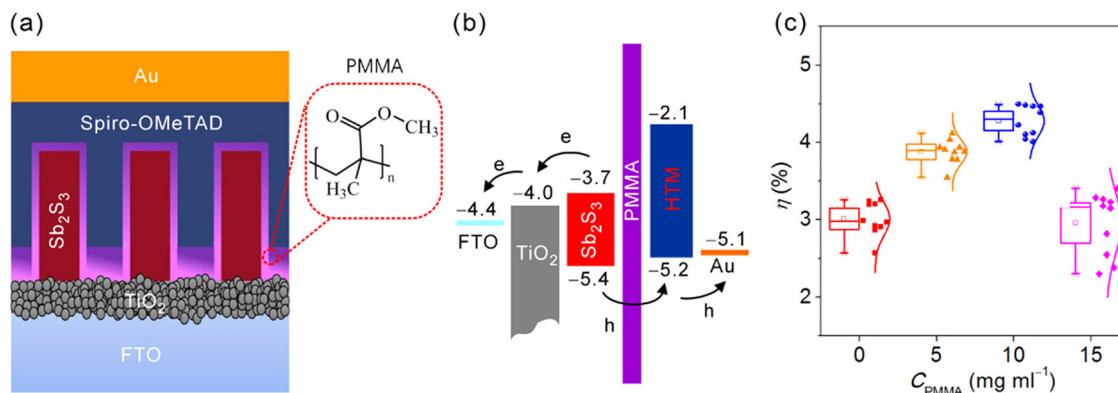 (a)
Au
Spiro-OMeTAD
Sb₂S₃
TiO₂
FTO
PMMA
O
O
CH₃
H₃C
n
(b)
e
e
−4.4
FTO
−4.0
TiO₂
−3.7
Sb₂S₃
−5.4
h
PMMA
−2.1
HTM
−5.2
h
−5.1
Au
(c)
η (%)
5
4
3
2
0 5 10 15
C_PMMA (mg ml⁻¹)